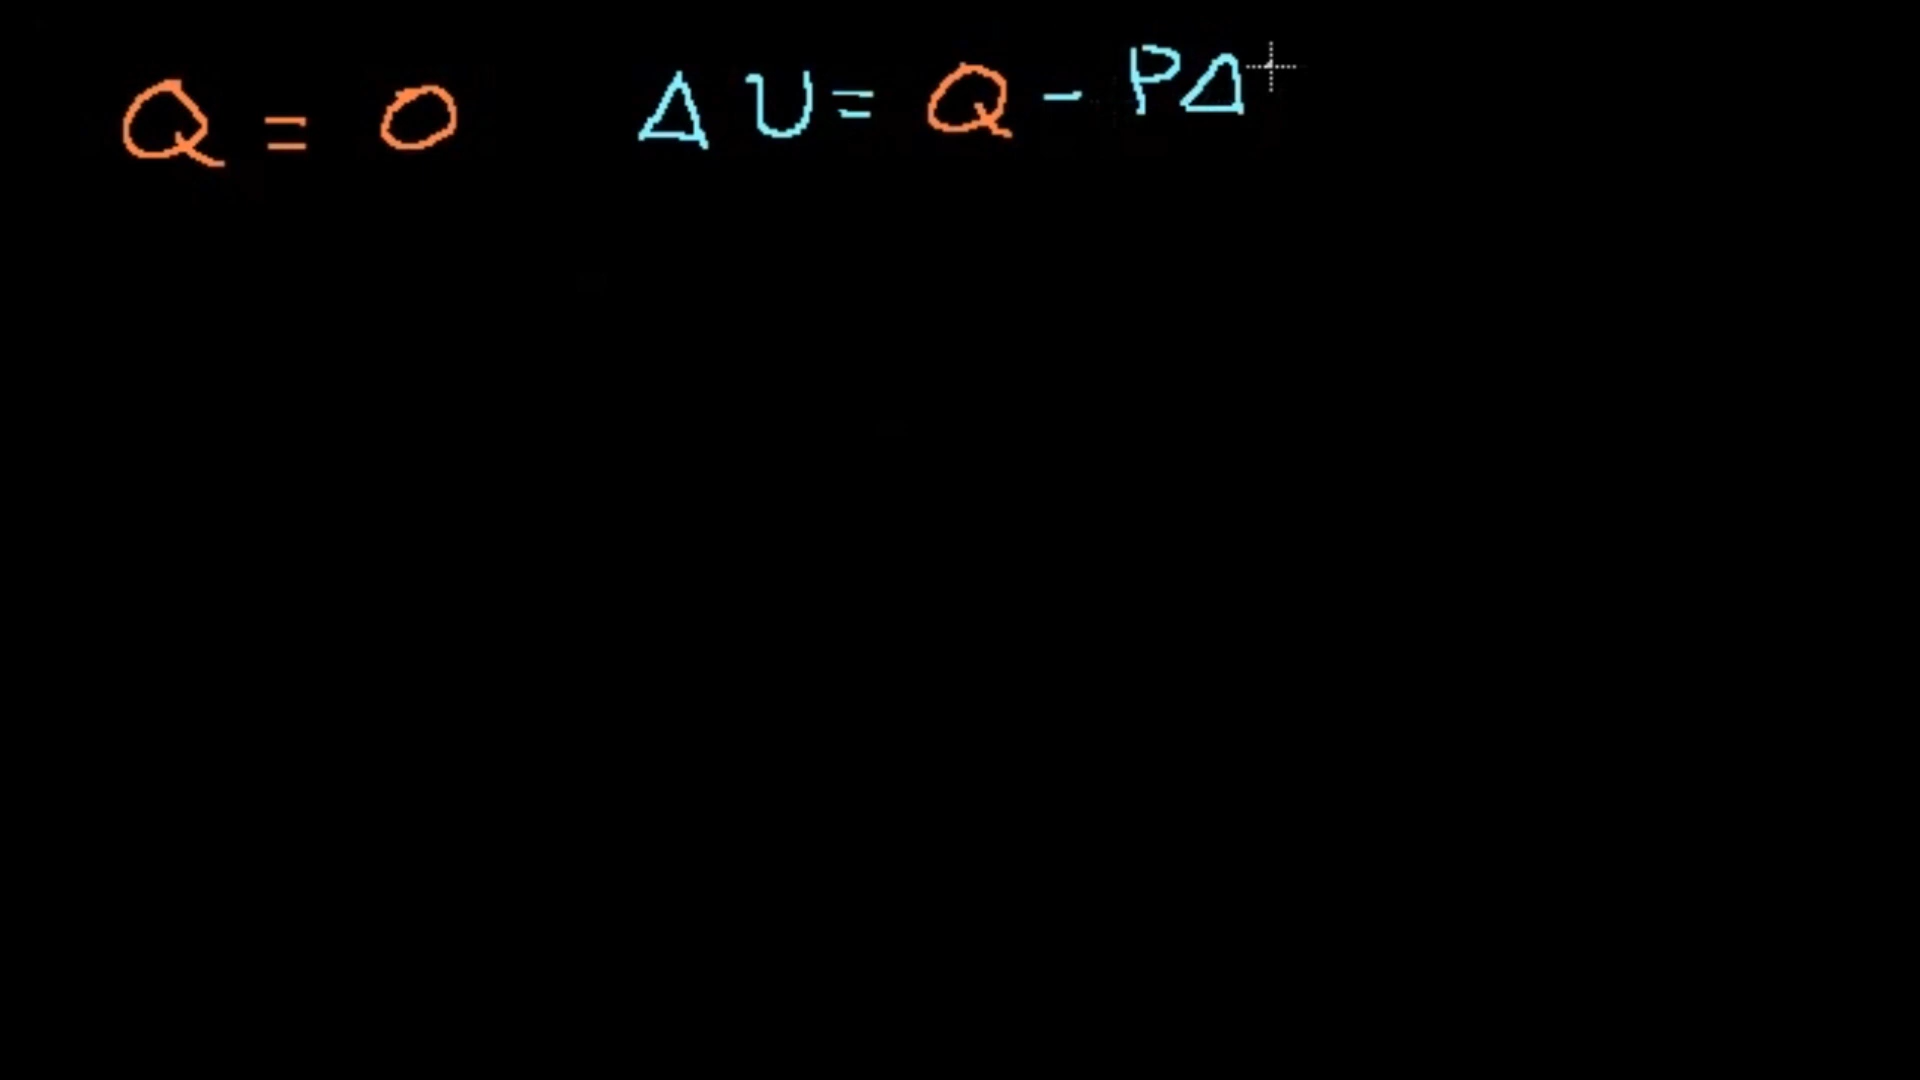 Q = 0 ΔU = Q - PΔ